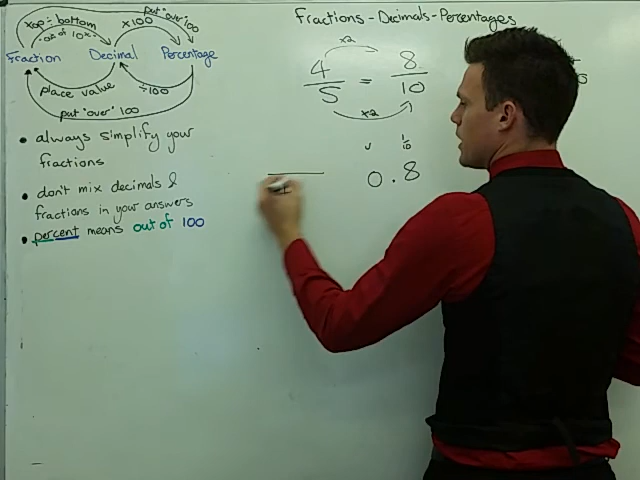 Fractions - Decimals - Percentages
put "over" 100
top ÷ bottom
"out of 10x"
x100
Fraction Decimal Percentage
place value
÷100
put "over" 100
• always simplify your
fractions
• don't mix decimals &
fractions in your answers
• percent means out of 100
x2
4/5 = 8/10
x2
U 1/10
0.8